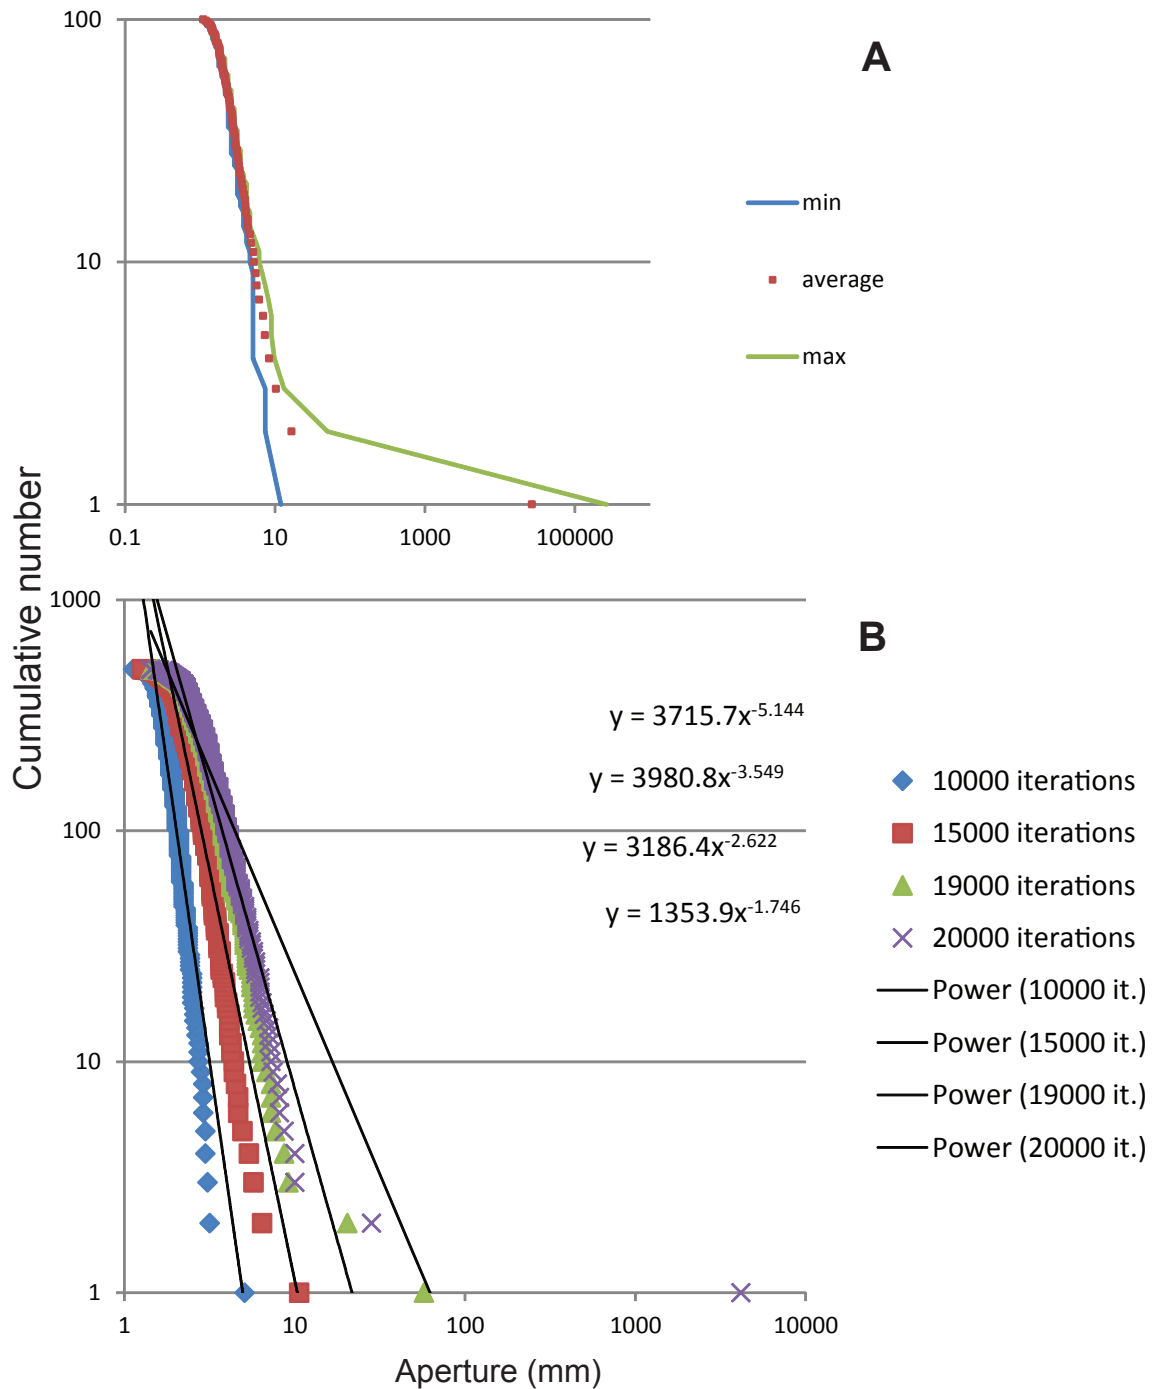 A
100
10
1
0.1
10
1000
100000
min
average
max
Cumulative number
B
1000
100
10
1
1
10
100
1000
10000
y = 3715.7x^-5.144
y = 3980.8x^-3.549
y = 3186.4x^-2.622
y = 1353.9x^-1.746
10000 iterations
15000 iterations
19000 iterations
20000 iterations
Power (10000 it.)
Power (15000 it.)
Power (19000 it.)
Power (20000 it.)
Aperture (mm)